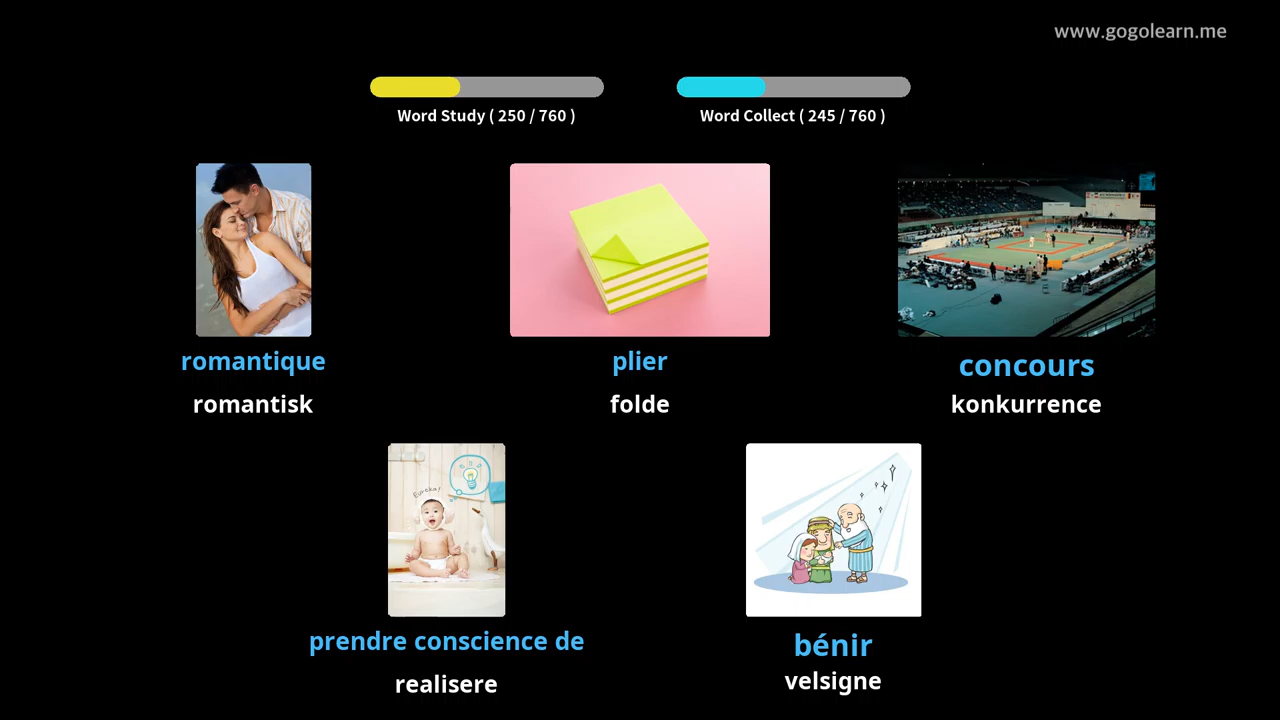 www.gogolearn.me
Word Study ( 250 / 760 )
Word Collect ( 245 / 760 )
romantique
romantisk
plier
folde
concours
konkurrence
Eureka!
prendre conscience de
realisere
bénir
velsigne